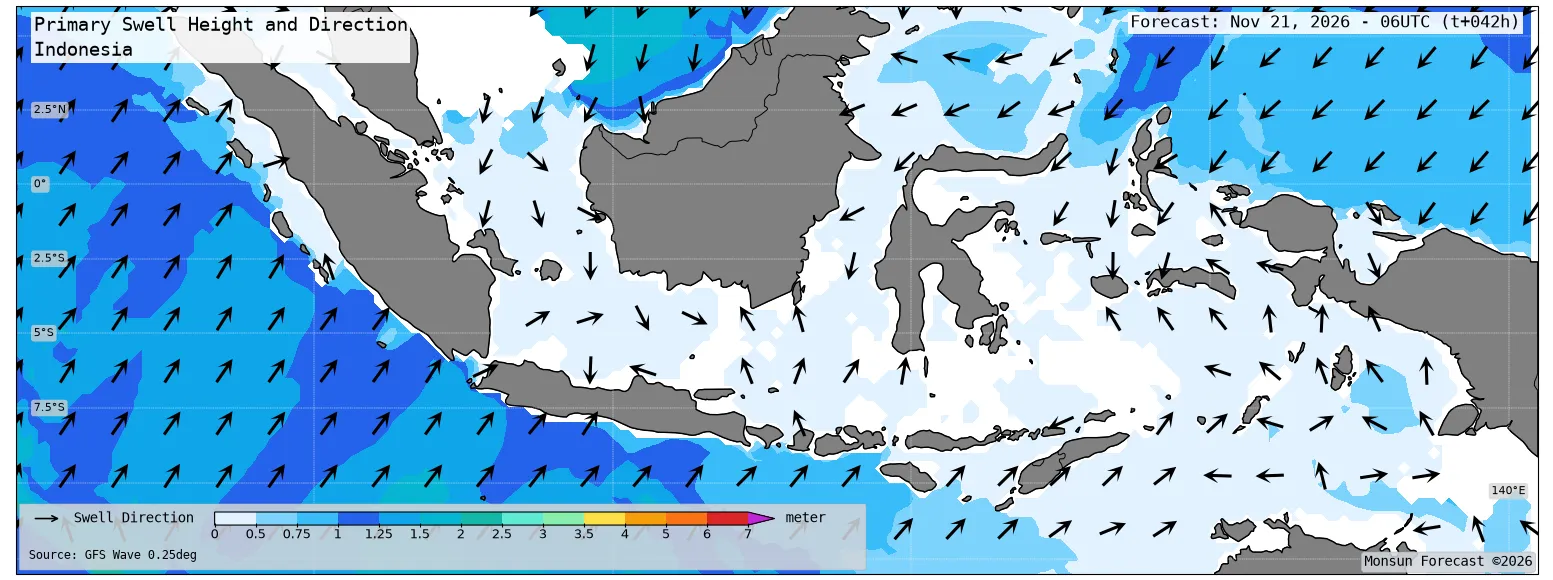 Primary Swell Height and Direction
Indonesia
Forecast: Nov 21, 2026 - 06UTC (t+042h)
2.5°N
0°
2.5°S
5°S
7.5°S
140°E
Swell Direction
0 0.5 0.75 1 1.25 1.5 2 2.5 3 3.5 4 5 6 7
meter
Source: GFS Wave 0.25deg
Monsun Forecast ©2026